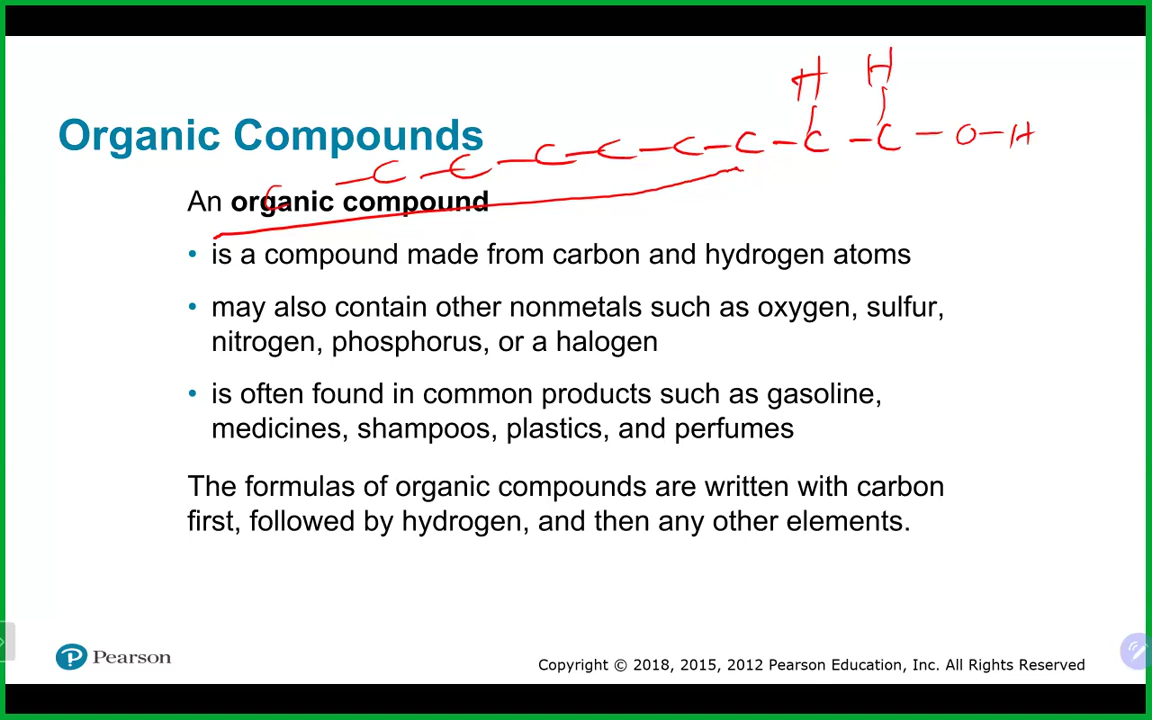 H H
Organic Compounds
C – C – C – C – C – C – C – C – C – O – H
An organic compound
• is a compound made from carbon and hydrogen atoms
• may also contain other nonmetals such as oxygen, sulfur,
nitrogen, phosphorus, or a halogen
• is often found in common products such as gasoline,
medicines, shampoos, plastics, and perfumes
The formulas of organic compounds are written with carbon
first, followed by hydrogen, and then any other elements.
P Pearson
Copyright © 2018, 2015, 2012 Pearson Education, Inc. All Rights Reserved